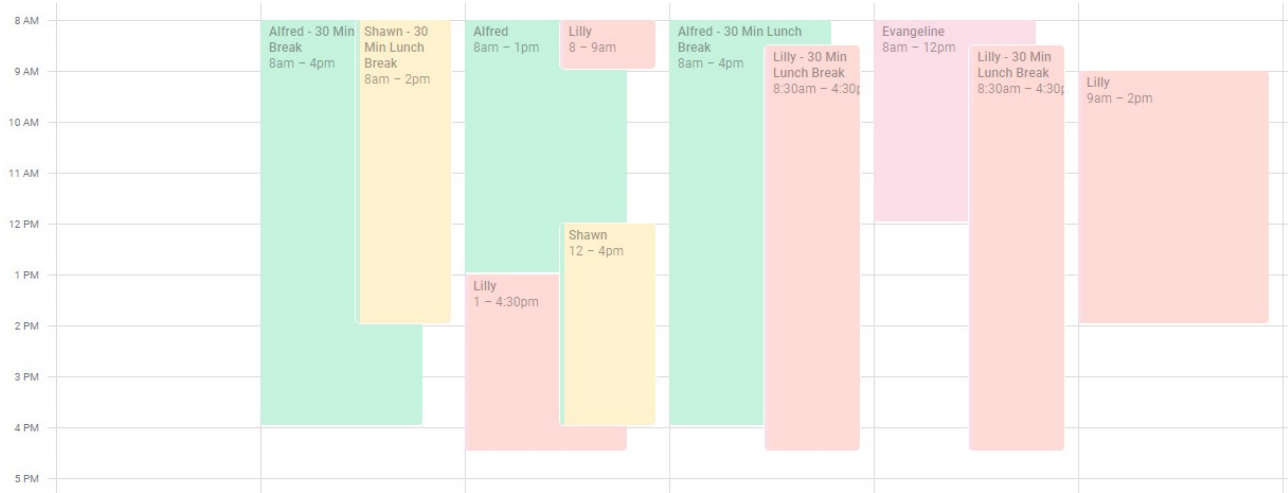 8 AM
9 AM
10 AM
11 AM
12 PM
1 PM
2 PM
3 PM
4 PM
5 PM
Alfred - 30 Min
Break
8am – 4pm
Shawn - 30
Min Lunch
Break
8am – 2pm
Alfred
8am – 1pm
Lilly
8 – 9am
Shawn
12 – 4pm
Lilly
1 – 4:30pm
Alfred - 30 Min Lunch
Break
8am – 4pm
Lilly - 30 Min
Lunch Break
8:30am – 4:30p
Evangeline
8am – 12pm
Lilly - 30 Min
Lunch Break
8:30am – 4:30p
Lilly
9am – 2pm